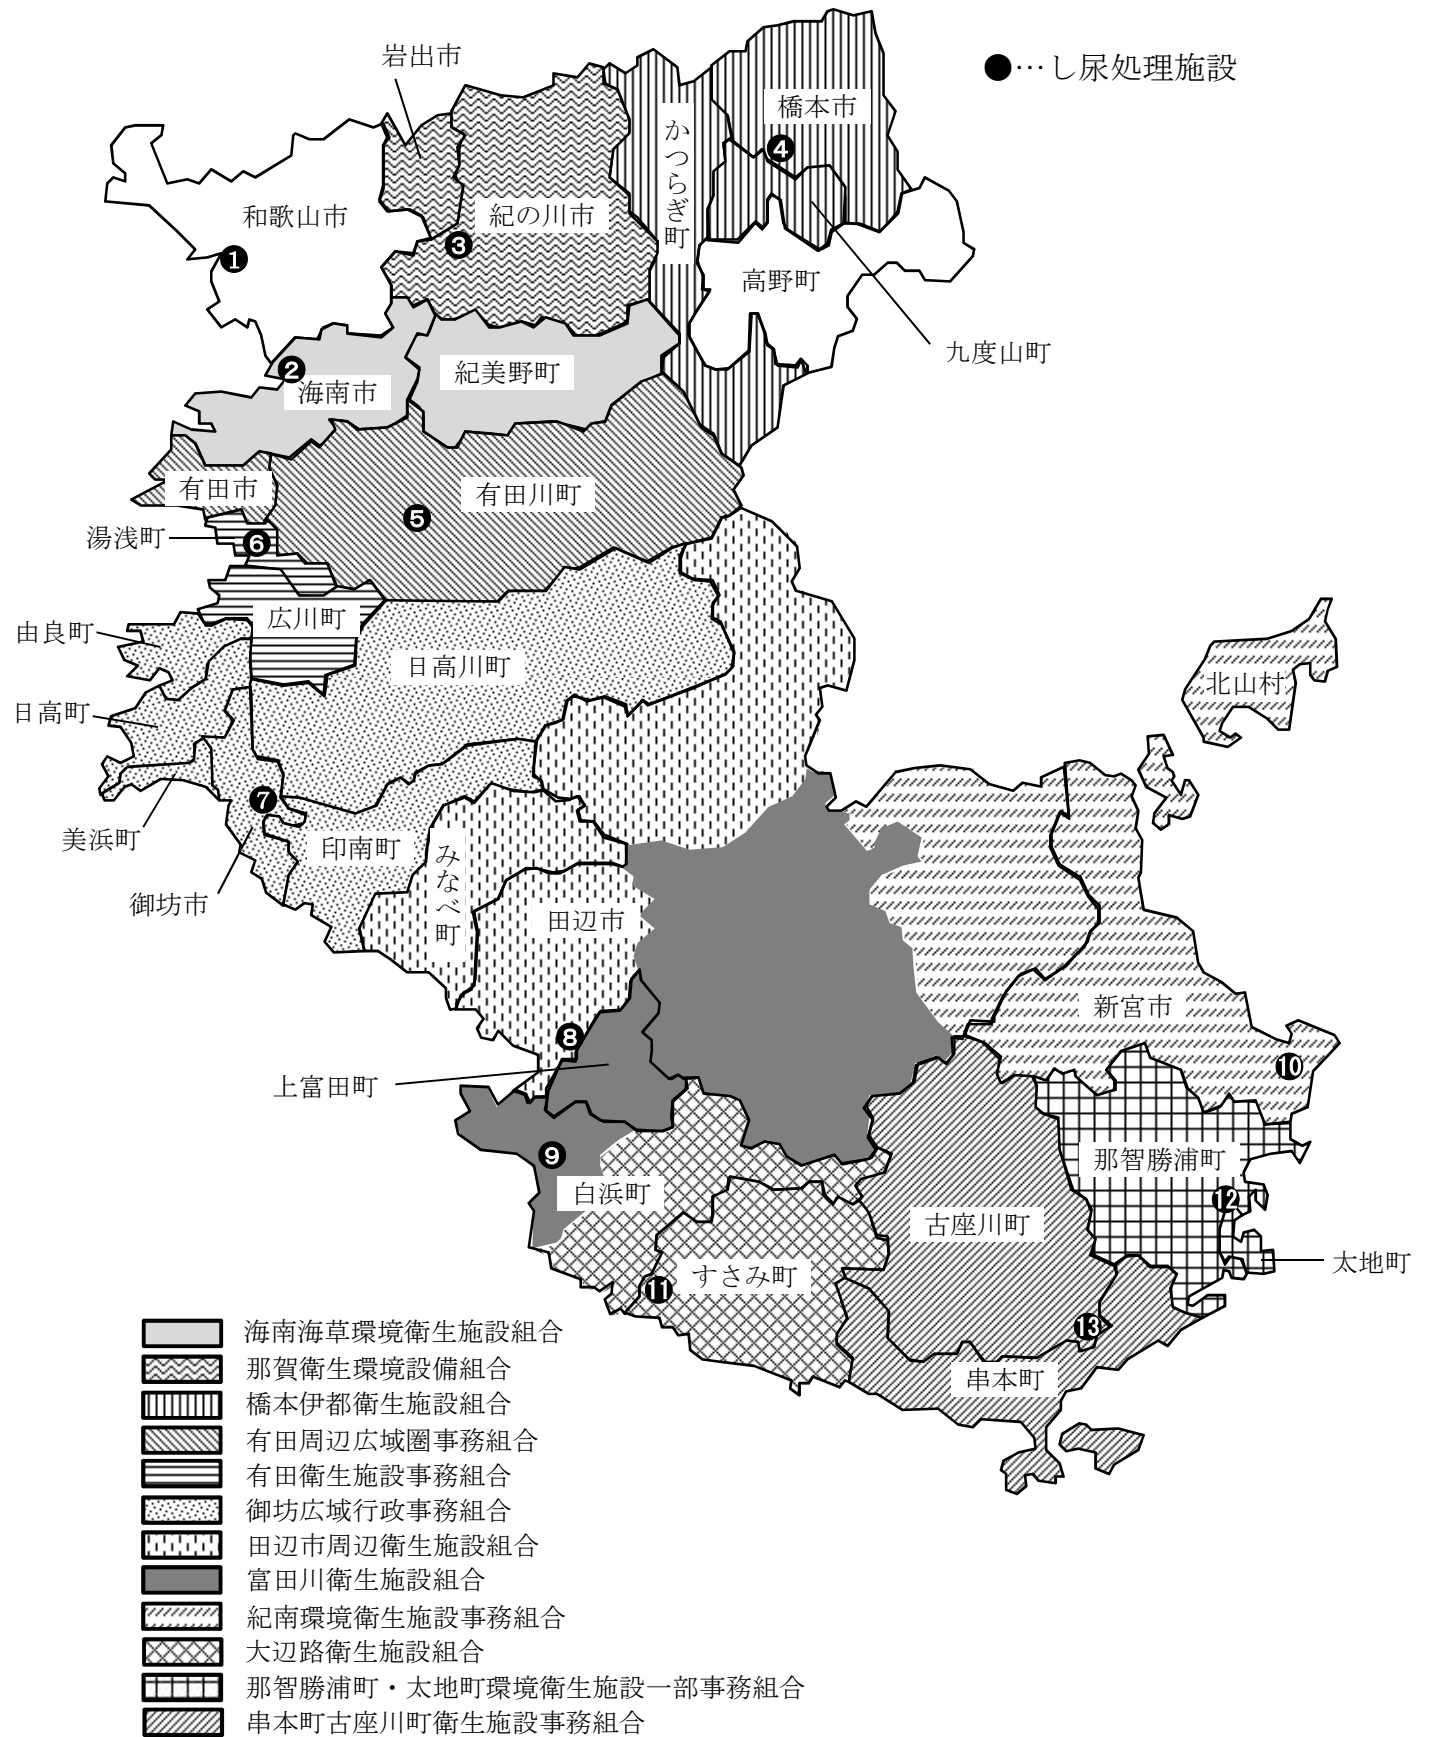 岩出市
●…し尿処理施設
橋本市
かつらぎ町
❹
和歌山市
紀の川市
❶
❸
高野町
九度山町
❷
海南市
紀美野町
有田市
有田川町
❺
湯浅町
❻
広川町
由良町
日高川町
日高町
北山村
❼
美浜町
印南町
みなべ町
御坊市
田辺市
新宮市
❽
❿
上富田町
❾
白浜町
那智勝浦町
⓬
古座川町
太地町
すさみ町
⓫
⓭
串本町
海南海草環境衛生施設組合
那賀衛生環境設備組合
橋本伊都衛生施設組合
有田周辺広域圏事務組合
有田衛生施設事務組合
御坊広域行政事務組合
田辺市周辺衛生施設組合
富田川衛生施設組合
紀南環境衛生施設事務組合
大辺路衛生施設組合
那智勝浦町・太地町環境衛生施設一部事務組合
串本町古座川町衛生施設事務組合